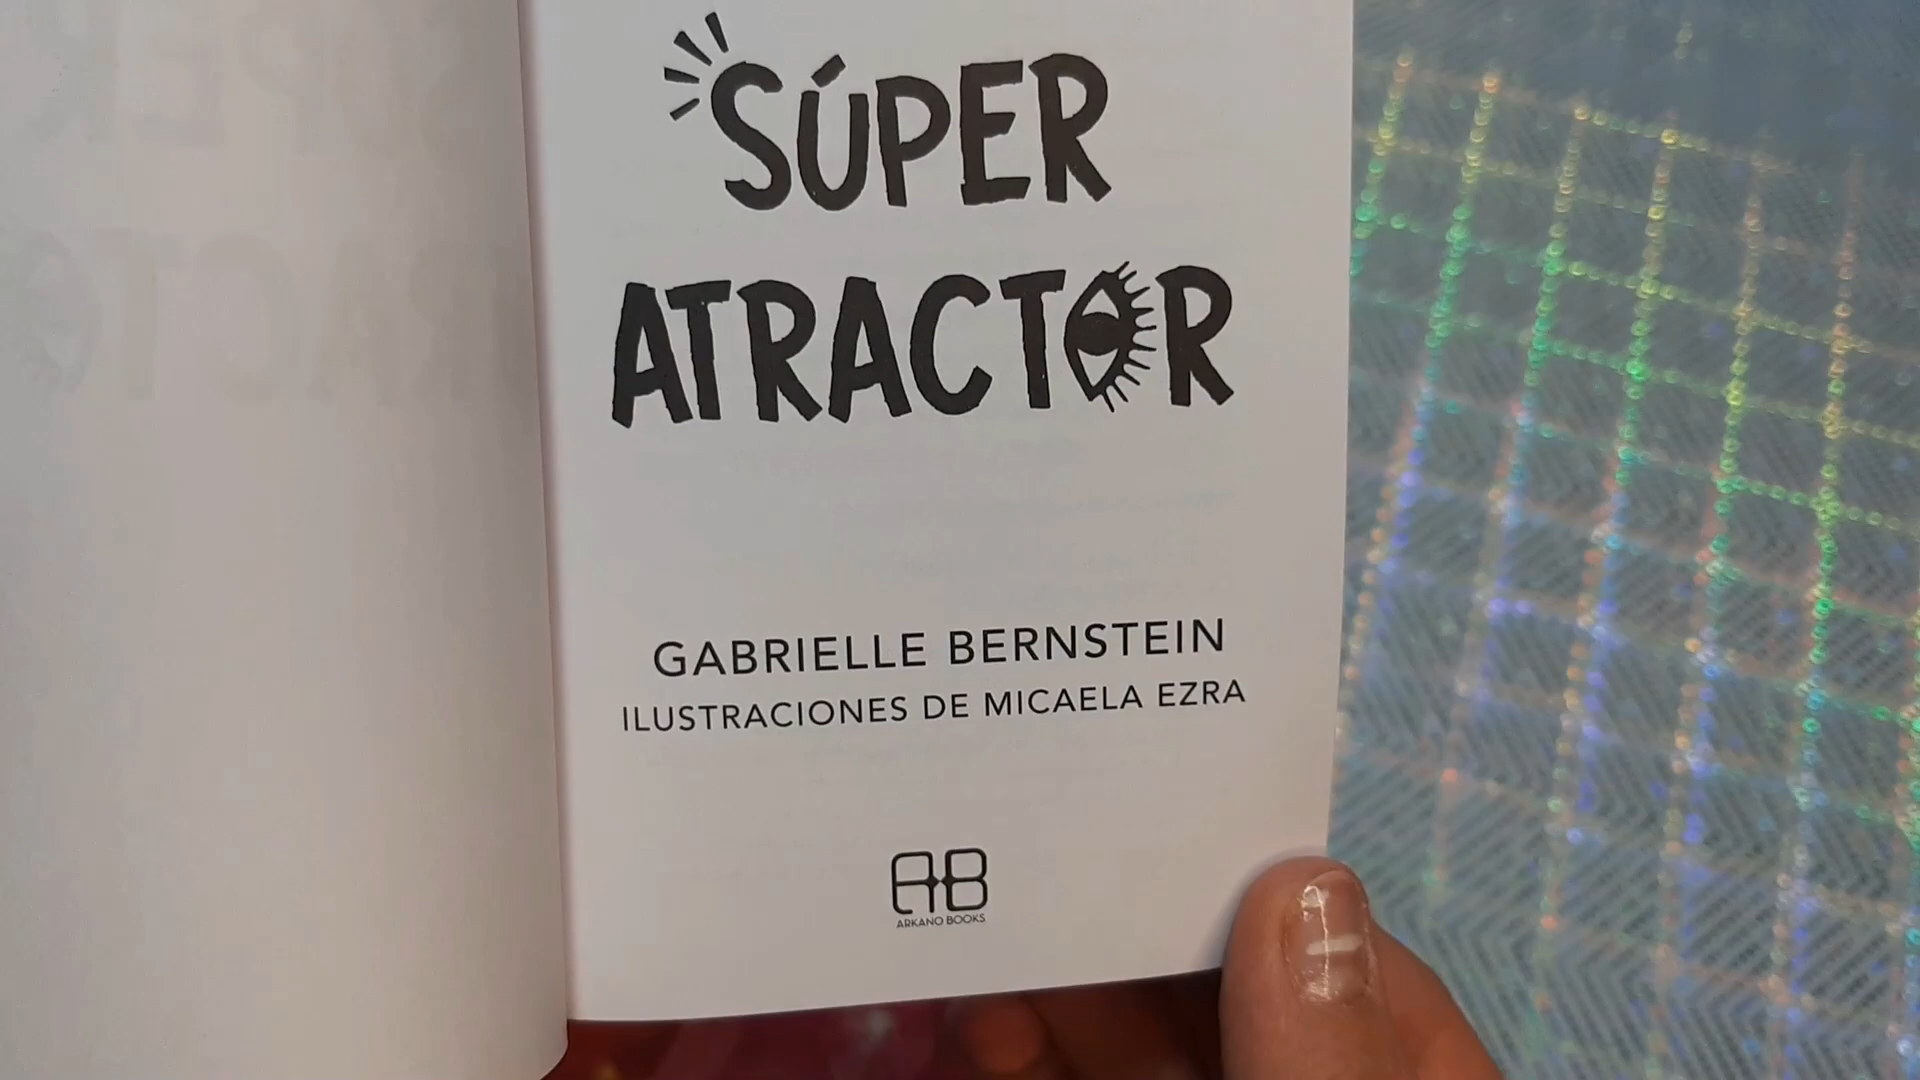 SÚPER
ATRACTOR
GABRIELLE BERNSTEIN
ILUSTRACIONES DE MICAELA EZRA
AB
ARKANO BOOKS